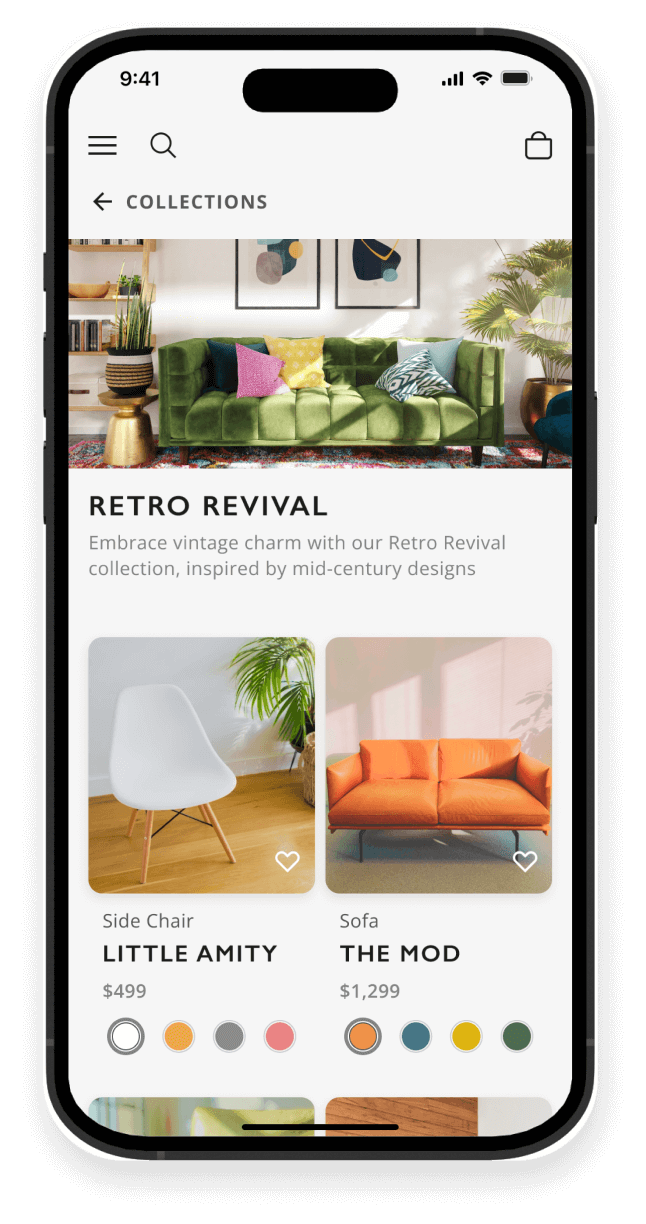 9:41
COLLECTIONS
RETRO REVIVAL
Embrace vintage charm with our Retro Revival
collection, inspired by mid-century designs
Side Chair
LITTLE AMITY
$499
Sofa
THE MOD
$1,299